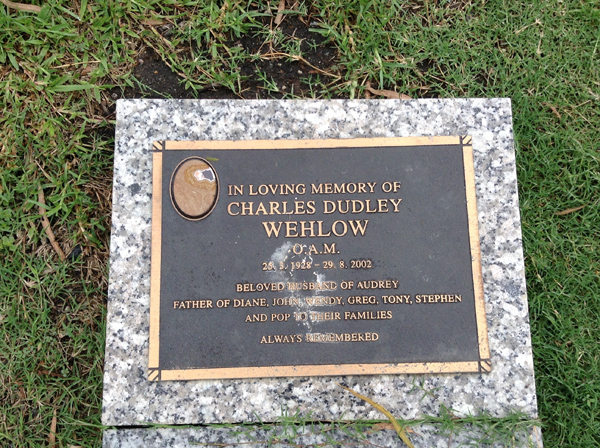 IN LOVING MEMORY OF
CHARLES DUDLEY
WEHLOW
O.A.M.
25. 3. 1928 - 29. 8. 2002
BELOVED HUSBAND OF AUDREY
FATHER OF DIANE, JOHN, WENDY, GREG, TONY, STEPHEN
AND POP TO THEIR FAMILIES
ALWAYS REMEMBERED